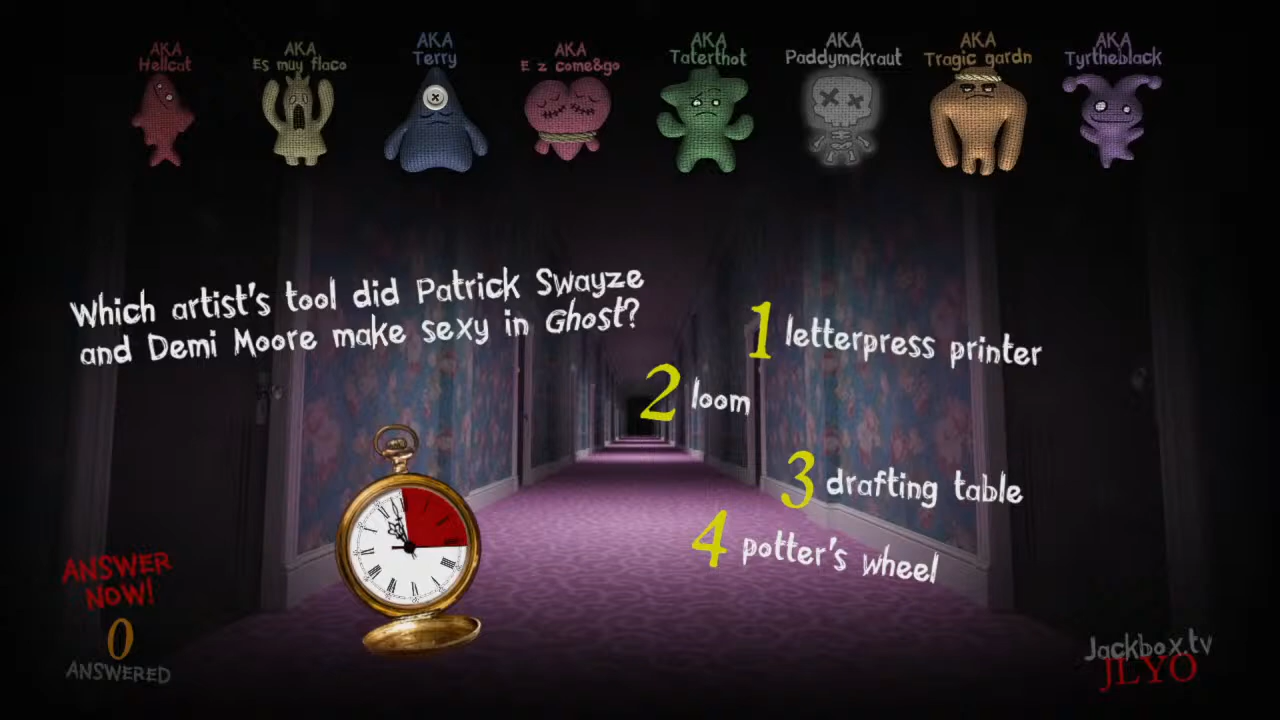 AKA
Hellcat
AKA
Es muy flaco
AKA
Terry
AKA
E z come&go
AKA
Taterthot
AKA
Paddymckraut
AKA
Tragic gardn
AKA
Tyrtheblack
Which artist's tool did Patrick Swayze
and Demi Moore make sexy in Ghost?
1 letterpress printer
2 loom
3 drafting table
4 potter's wheel
ANSWER
NOW!
0
ANSWERED
Jackbox.tv
JLYO